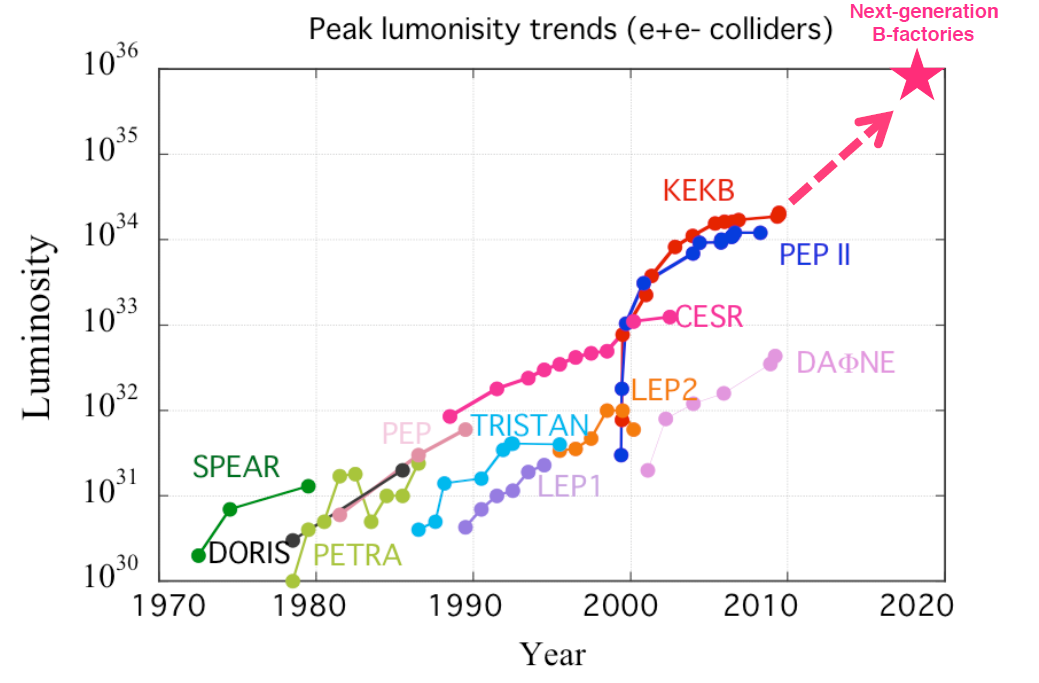 Next-generation
B-factories
Peak lumonisity trends (e+e- colliders)
10^36
10^35
10^34
10^33
10^32
10^31
10^30
Luminosity
KEKB
PEP II
CESR
DAΦNE
LEP2
TRISTAN
PEP
SPEAR
LEP1
DORIS
PETRA
1970 1980 1990 2000 2010 2020
Year